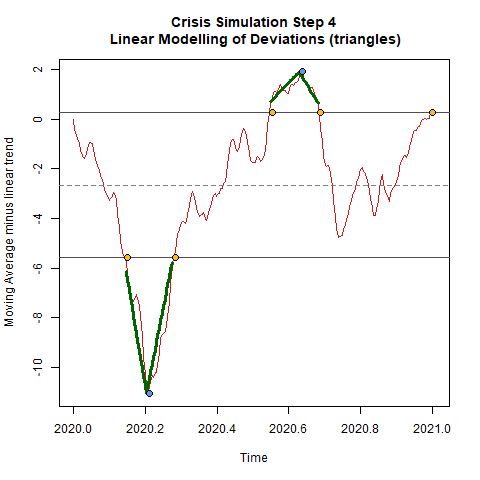 Crisis Simulation Step 4
Linear Modelling of Deviations (triangles)
Moving Average minus linear trend
2
0
-2
-4
-6
-8
-10
2020.0 2020.2 2020.4 2020.6 2020.8 2021.0
Time